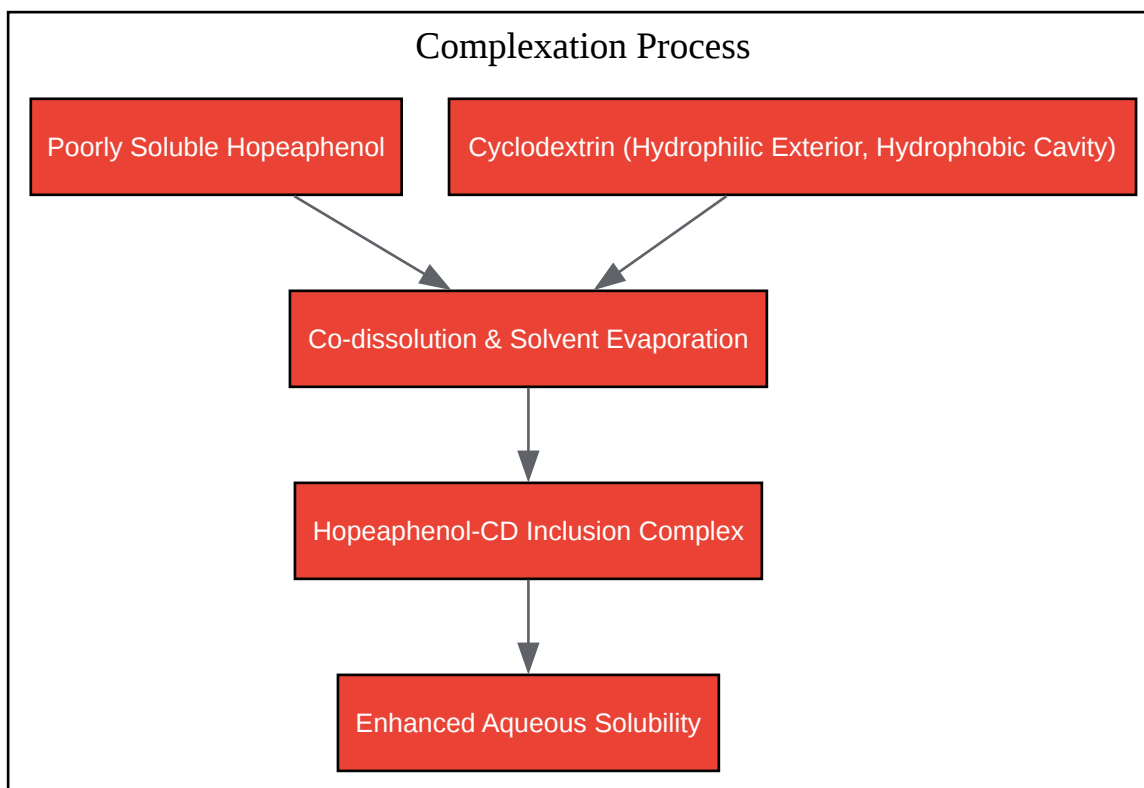 Complexation Process
Poorly Soluble Hopeaphenol
Cyclodextrin (Hydrophilic Exterior, Hydrophobic Cavity)
Co-dissolution & Solvent Evaporation
Hopeaphenol-CD Inclusion Complex
Enhanced Aqueous Solubility